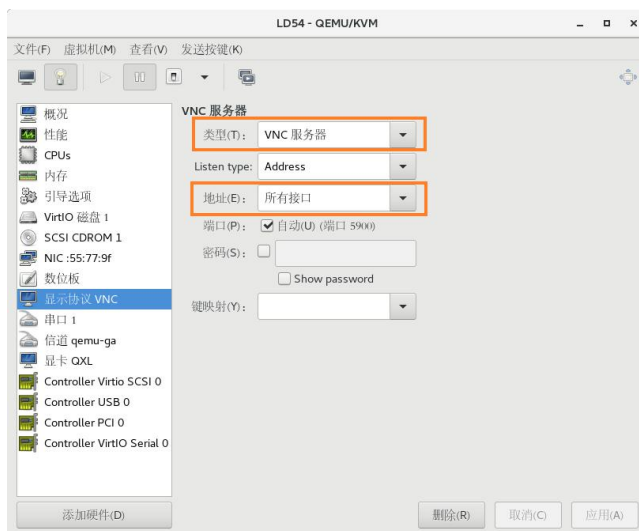 LD54 - QEMU/KVM
文件(F) 虚拟机(M) 查看(V) 发送按键(K)
概况
性能
CPUs
内存
引导选项
VirtIO 磁盘 1
SCSI CDROM 1
NIC :55:77:9f
数位板
显示协议 VNC
串口 1
信道 qemu-ga
显卡 QXL
Controller Virtio SCSI 0
Controller USB 0
Controller PCI 0
Controller VirtIO Serial 0
添加硬件(D)
VNC 服务器
类型(T): VNC 服务器
Listen type: Address
地址(E): 所有接口
端口(P): 自动(U) (端口 5900)
密码(S):
Show password
键映射(Y):
删除(R) 取消(C) 应用(A)